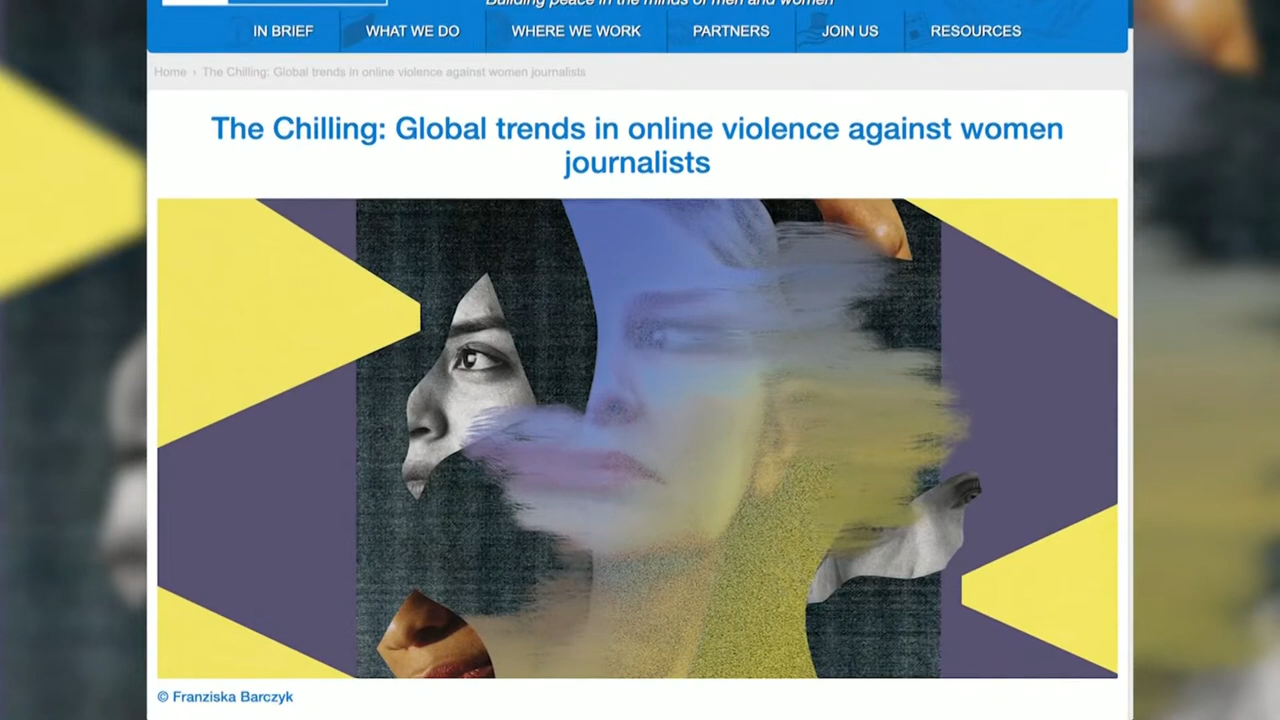 Building peace in the minds of men and women
IN BRIEF WHAT WE DO WHERE WE WORK PARTNERS JOIN US RESOURCES
Home › The Chilling: Global trends in online violence against women journalists
The Chilling: Global trends in online violence against women
journalists
© Franziska Barczyk